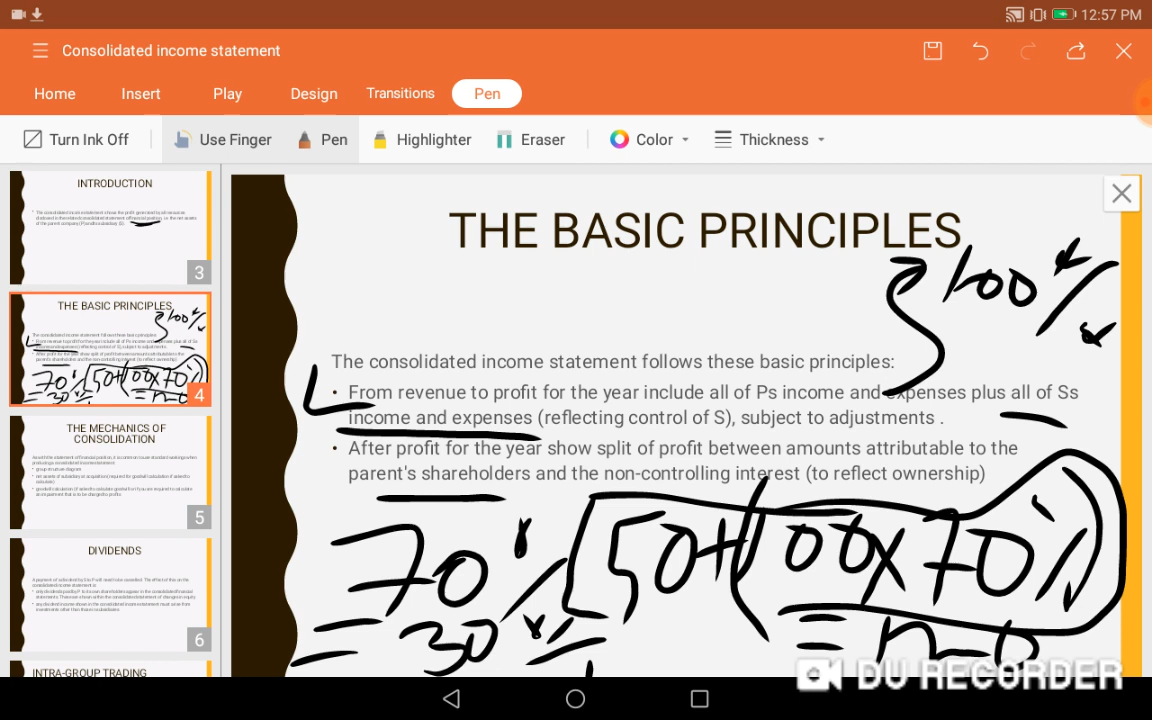 12:57 PM
Consolidated income statement
Home Insert Play Design Transitions Pen
Turn Ink Off Use Finger Pen Highlighter Eraser Color Thickness
INTRODUCTION
3
THE BASIC PRINCIPLES
4
THE MECHANICS OF
CONSOLIDATION
5
DIVIDENDS
6
INTRA-GROUP TRADING
THE BASIC PRINCIPLES
100%
The consolidated income statement follows these basic principles:
• From revenue to profit for the year include all of Ps income and expenses plus all of Ss
income and expenses (reflecting control of S), subject to adjustments .
• After profit for the year show split of profit between amounts attributable to the
parent's shareholders and the non-controlling interest (to reflect ownership)
70% [50+(100x70%)
= 30% =
DU RECORDER